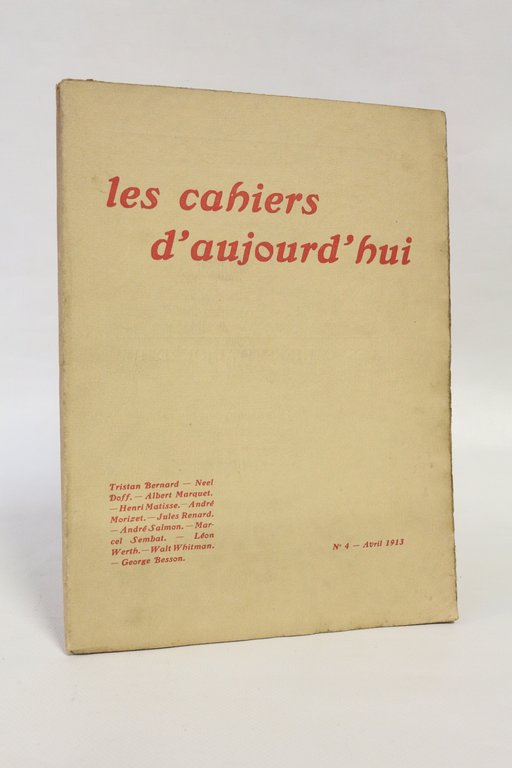 les cahiers
d'aujourd'hui
Tristan Bernard — Neel
Doff. — Albert Marquet.
— Henri Matisse. — André
Morizet. — Jules Renard.
— André Salmon. — Mar-
cel Sembat. — Léon
Werth. — Walt Whitman.
— George Besson.
N° 4 — Avril 1913